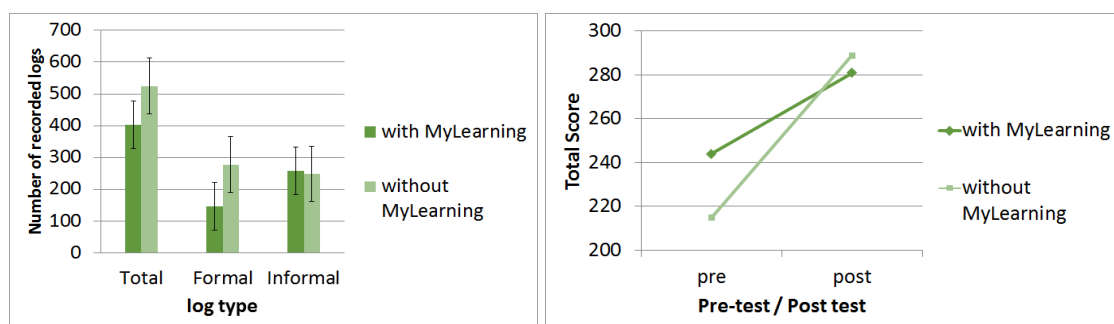 Number of recorded logs
700
600
500
400
300
200
100
0
Total
Formal
Informal
log type
with MyLearning
without
MyLearning
Total Score
300
280
260
240
220
200
pre
post
Pre-test / Post test
with MyLearning
without
MyLearning